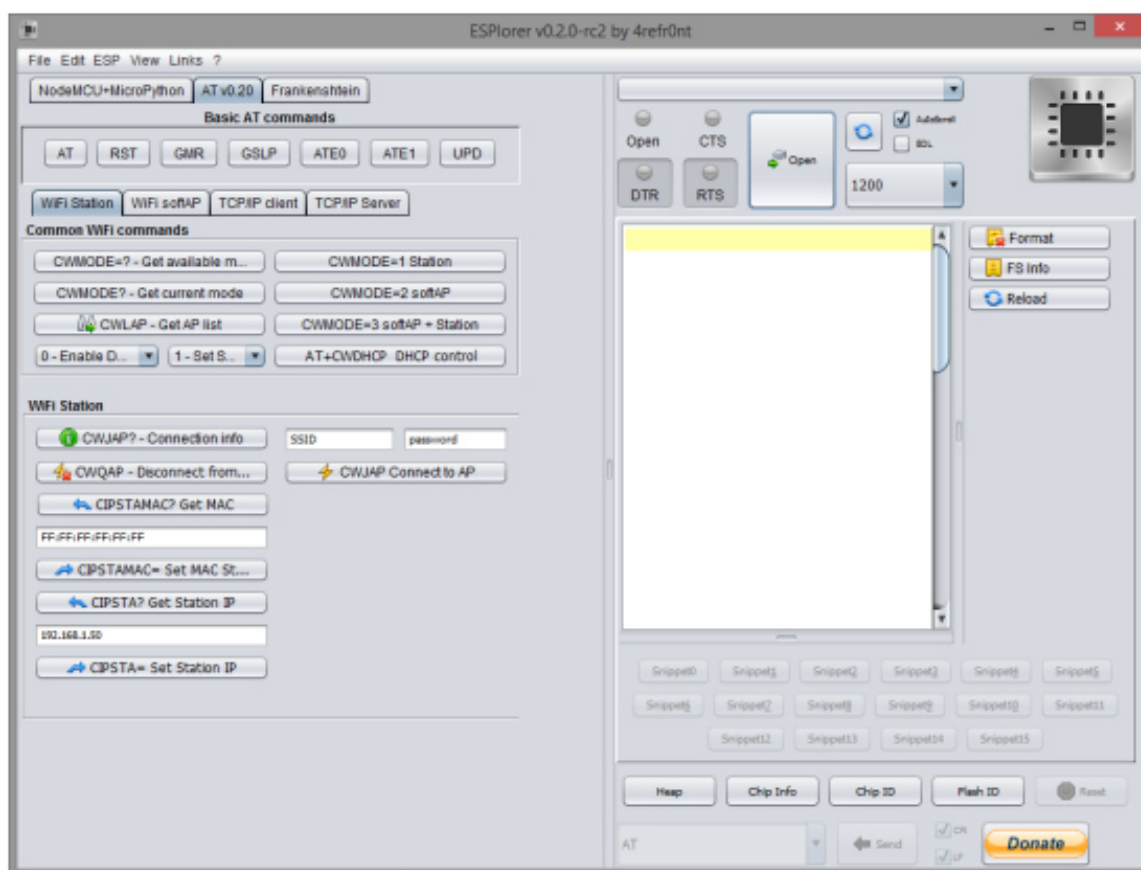 ESPlorer v0.2.0-rc2 by 4refr0nt
File Edit ESP View Links ?
NodeMCU+MicroPython AT v0.20 Frankenshtein
Basic AT commands
AT RST GMR GSLP ATE0 ATE1 UPD
WiFi Station WiFi softAP TCP/IP client TCP/IP Server
Common WiFi commands
CWMODE=? - Get available m... CWMODE=1 Station
CWMODE? - Get current mode CWMODE=2 softAP
CWLAP - Get AP list CWMODE=3 softAP + Station
0 - Enable D... 1 - Set S... AT+CWDHCP DHCP control
WiFi Station
CWJAP? - Connection info SSID password
CWQAP - Disconnect from... CWJAP Connect to AP
CIPSTAMAC? Get MAC
FF:FF:FF:FF:FF:FF
CIPSTAMAC= Set MAC St....
CIPSTA? Get Station IP
192.168.1.50
CIPSTA= Set Station IP
Open CTS Open AutoScroll
EOL
DTR RTS 1200
Format
FS Info
Reload
Snippet0 Snippet1 Snippet2 Snippet3 Snippet4 Snippet5
Snippet6 Snippet7 Snippet8 Snippet9 Snippet10 Snippet11
Snippet12 Snippet13 Snippet14 Snippet15
Heap Chip Info Chip ID Flash ID Reset
AT Send CR Donate
LF